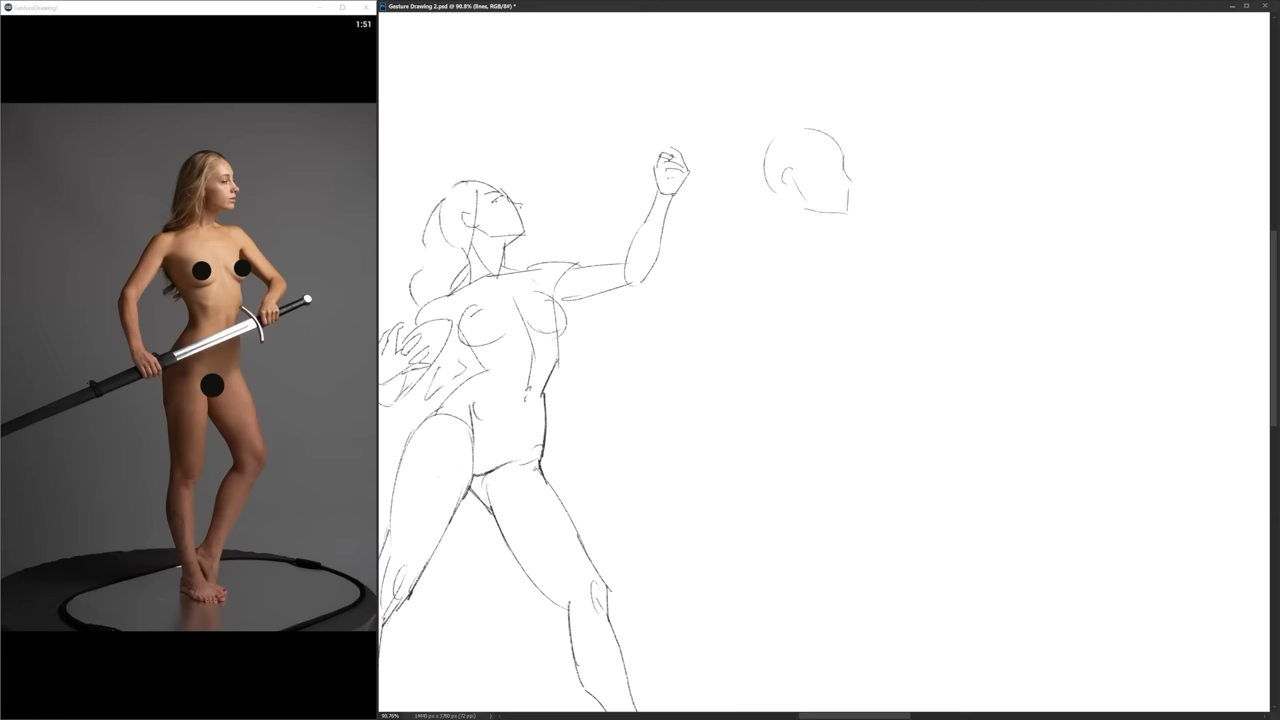 GestureDrawing!
1:51
Gesture Drawing 2.psd @ 90.8% (lines, RGB/8#) *
90.76%